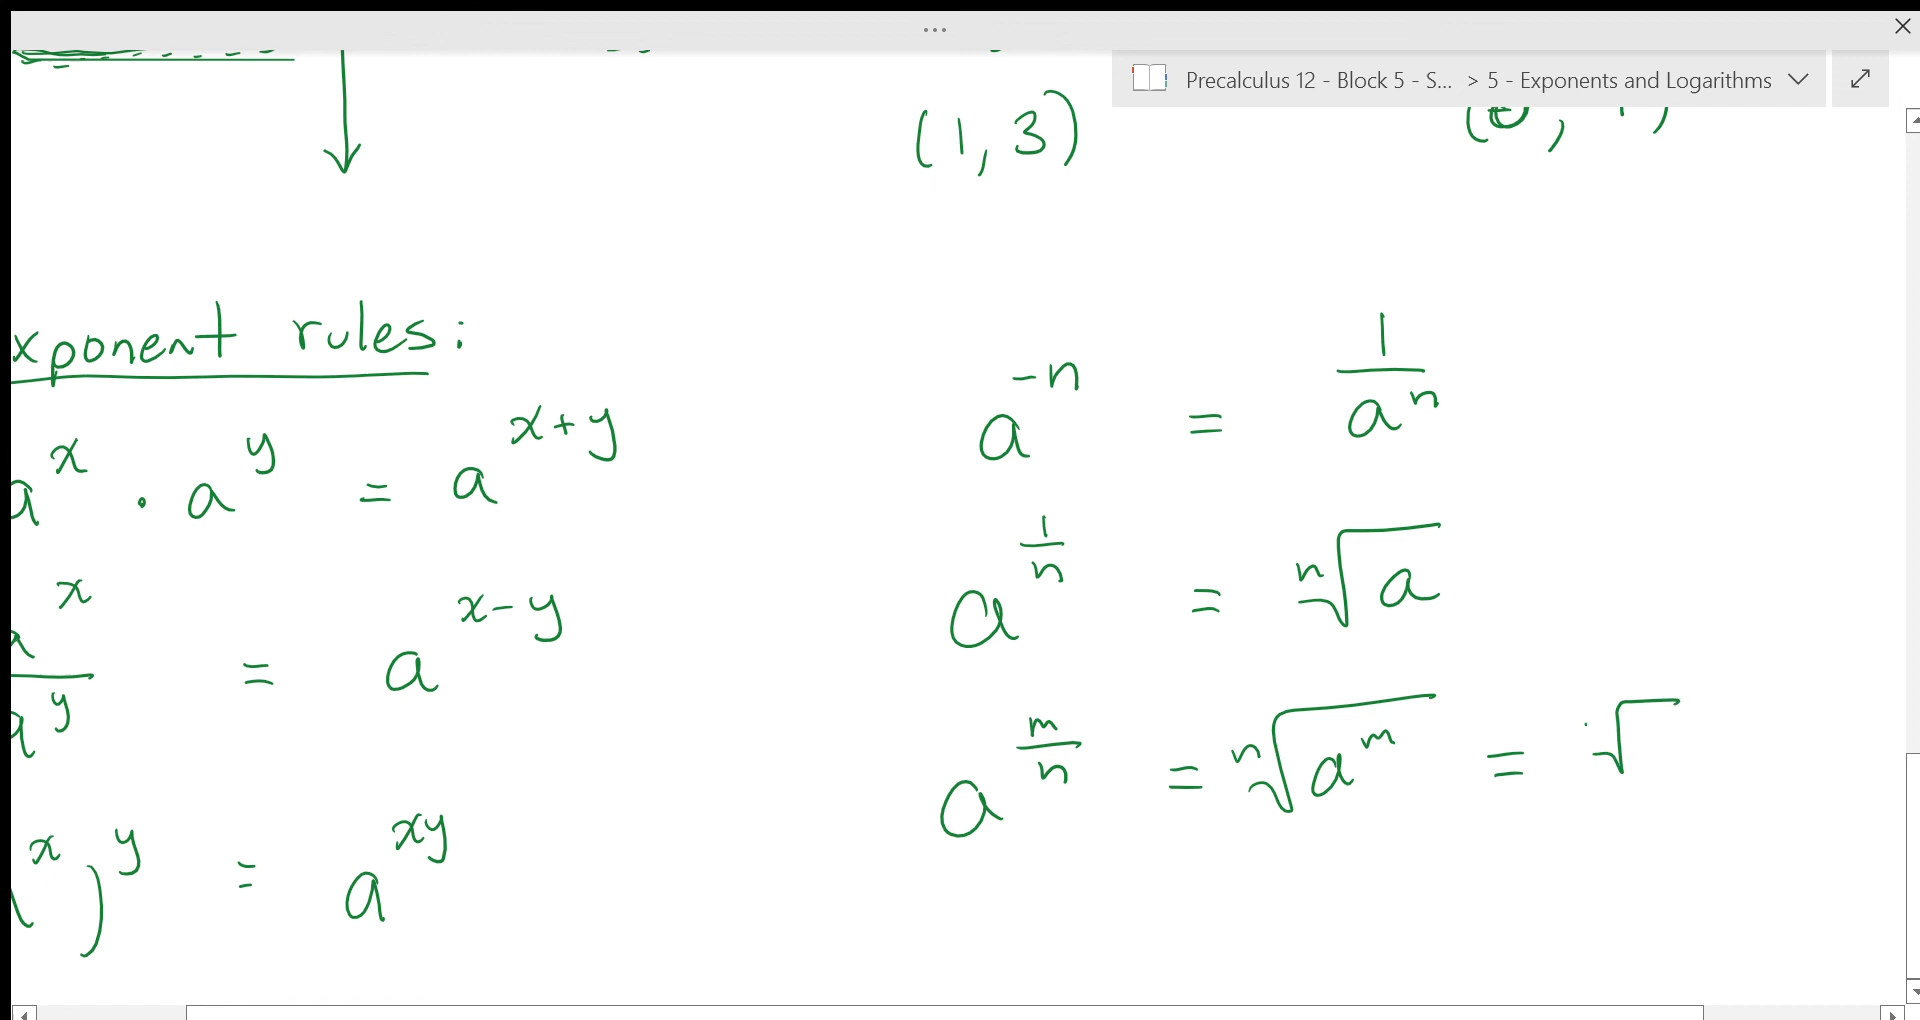 Precalculus 12 - Block 5 - S... > 5 - Exponents and Logarithms
(1, 3)
xponent rules:
a^x · a^y = a^{x+y}
a^x / a^y = a^{x-y}
^x)^y = a^{xy}
a^{-n} = 1 / a^n
a^{1/n} = ⁿ√a
a^{m/n} = ⁿ√(a^m) = √